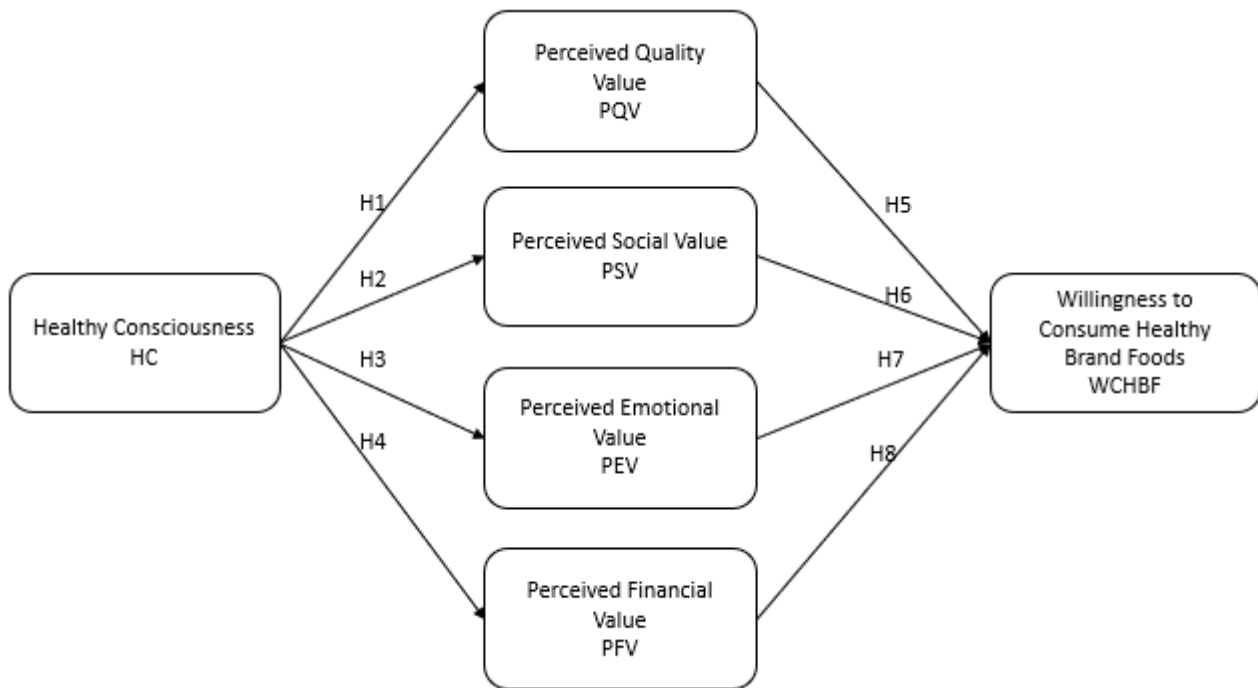 Perceived Quality
Value
PQV
H1
H5
Perceived Social Value
PSV
H2
H6
Healthy Consciousness
HC
Willingness to
Consume Healthy
Brand Foods
WCHBF
H3
H7
Perceived Emotional
Value
PEV
H4
H8
Perceived Financial
Value
PFV